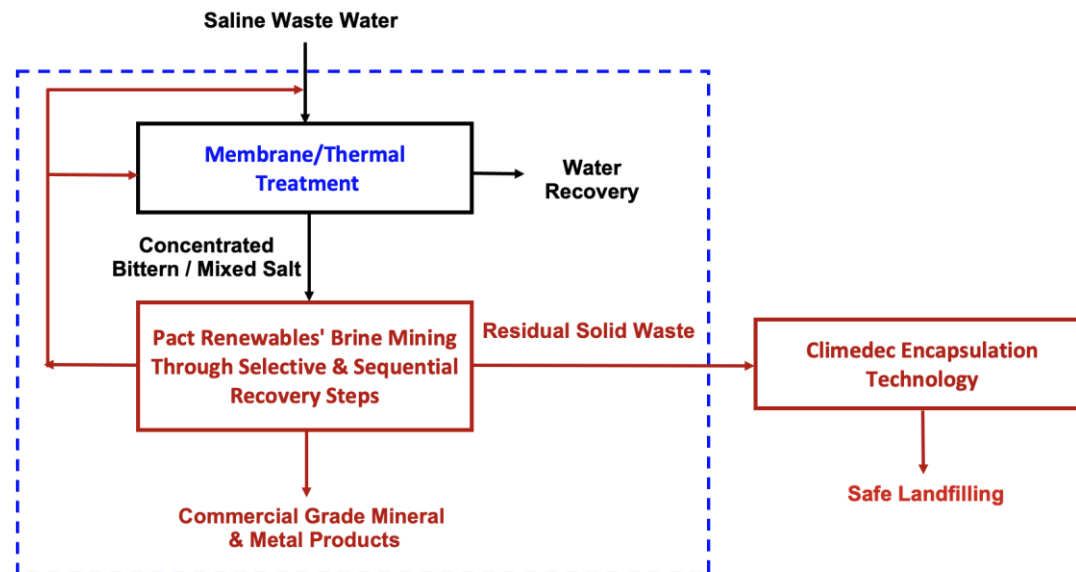 Saline Waste Water
Membrane/Thermal
Treatment
Water
Recovery
Concentrated
Bittern / Mixed Salt
Pact Renewables' Brine Mining
Through Selective & Sequential
Recovery Steps
Residual Solid Waste
Climedec Encapsulation
Technology
Safe Landfilling
Commercial Grade Mineral
& Metal Products